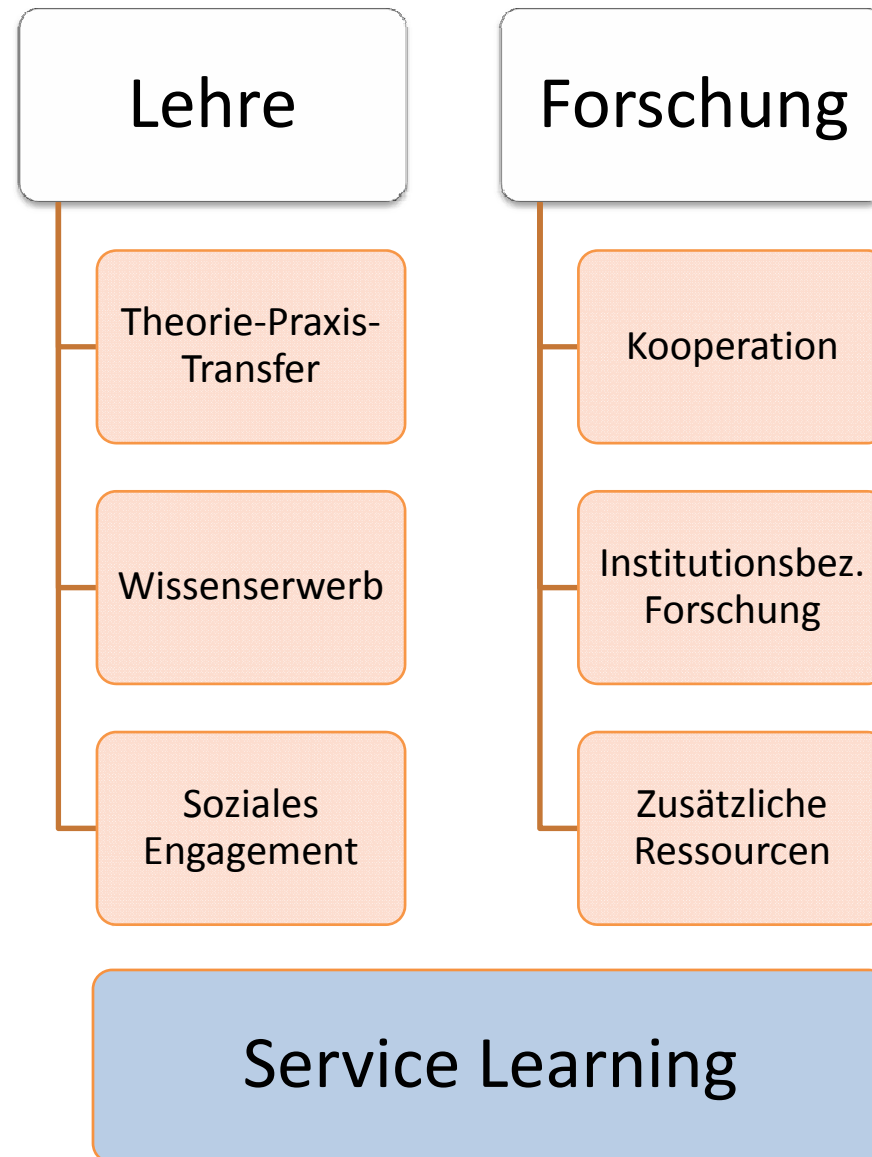 Lehre
Theorie-Praxis-
Transfer
Wissenserwerb
Soziales
Engagement
Forschung
Kooperation
Institutionsbez.
Forschung
Zusätzliche
Ressourcen
Service Learning